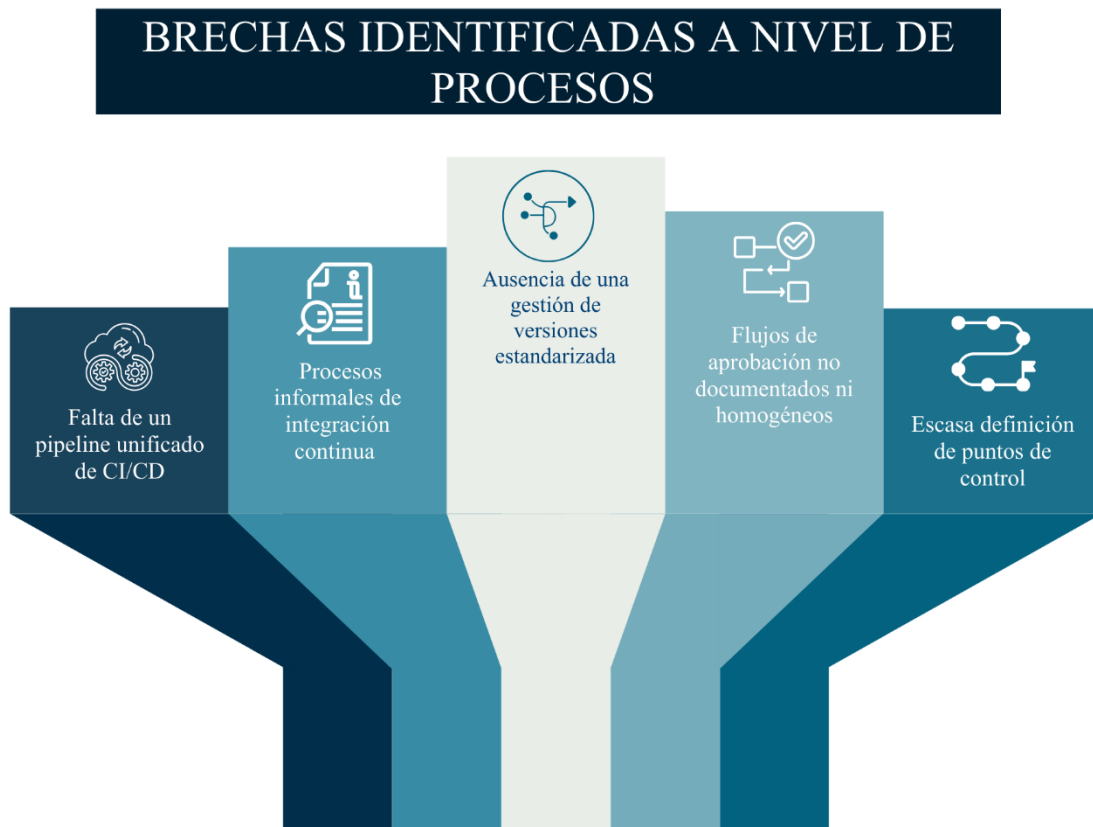 BRECHAS IDENTIFICADAS A NIVEL DE
PROCESOS
Falta de un
pipeline unificado
de CI/CD
Procesos
informales de
integración
continua
Ausencia de una
gestión de
versiones
estandarizada
Flujos de
aprobación no
documentados ni
homogéneos
Escasa definición
de puntos de
control